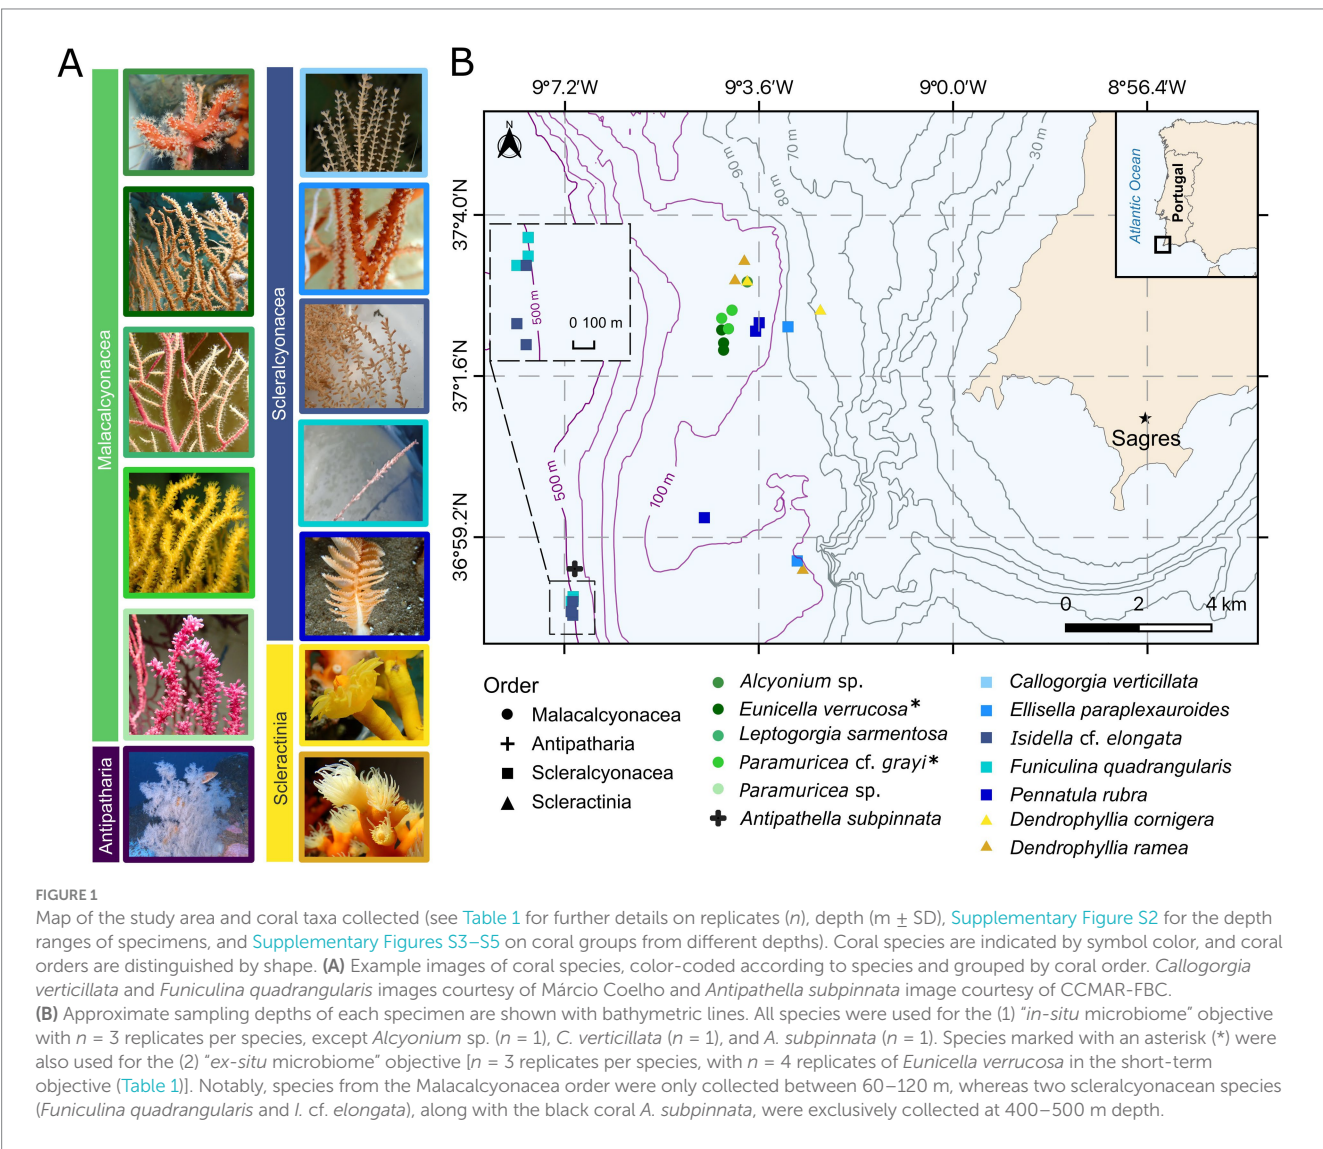 A
Malacalcyonacea
Antipatharia
Scleralcyonacea
Scleractinia
B
9°7.2'W
9°3.6'W
9°0.0'W
8°56.4'W
37°4.0'N
37°1.6'N
36°59.2'N
N
90 m
80 m
70 m
30 m
500 m
0 100 m
500 m
100 m
Atlantic Ocean
Portugal
Sagres
0 2 4 km
Order
Malacalcyonacea
Antipatharia
Scleralcyonacea
Scleractinia
Alcyonium sp.
Eunicella verrucosa*
Leptogorgia sarmentosa
Paramuricea cf. grayi*
Paramuricea sp.
Antipathella subpinnata
Callogorgia verticillata
Ellisella paraplexauroides
Isidella cf. elongata
Funiculina quadrangularis
Pennatula rubra
Dendrophyllia cornigera
Dendrophyllia ramea
FIGURE 1
Map of the study area and coral taxa collected (see Table 1 for further details on replicates (n), depth (m ± SD), Supplementary Figure S2 for the depth
ranges of specimens, and Supplementary Figures S3–S5 on coral groups from different depths). Coral species are indicated by symbol color, and coral
orders are distinguished by shape. (A) Example images of coral species, color-coded according to species and grouped by coral order. Callogorgia
verticillata and Funiculina quadrangularis images courtesy of Márcio Coelho and Antipathella subpinnata image courtesy of CCMAR-FBC.
(B) Approximate sampling depths of each specimen are shown with bathymetric lines. All species were used for the (1) “in-situ microbiome” objective
with n = 3 replicates per species, except Alcyonium sp. (n = 1), C. verticillata (n = 1), and A. subpinnata (n = 1). Species marked with an asterisk (*) were
also used for the (2) “ex-situ microbiome” objective [n = 3 replicates per species, with n = 4 replicates of Eunicella verrucosa in the short-term
objective (Table 1)]. Notably, species from the Malacalcyonacea order were only collected between 60–120 m, whereas two scleralcyonacean species
(Funiculina quadrangularis and I. cf. elongata), along with the black coral A. subpinnata, were exclusively collected at 400–500 m depth.